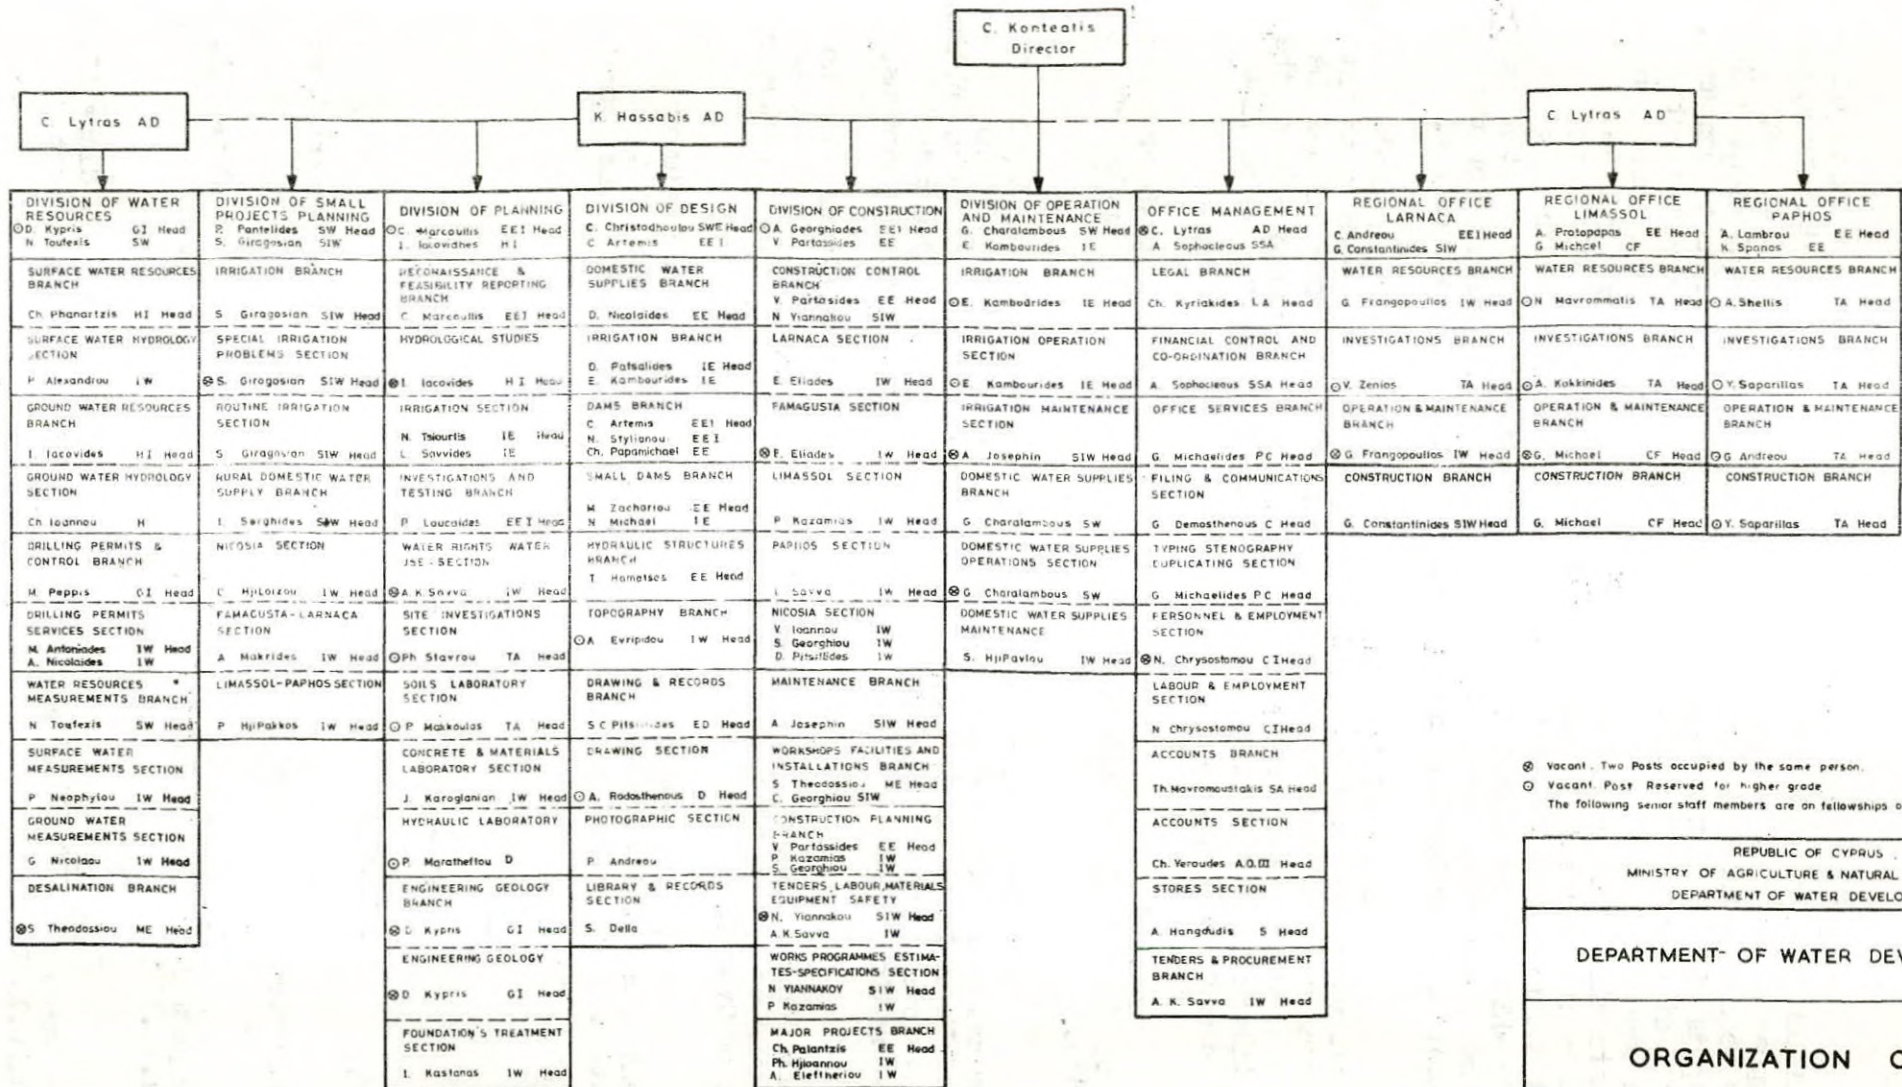 C. Kontealis
Director
C. Lytras AD
K. Hassabis AD
C. Lytras AD
DIVISION OF WATER
RESOURCES
⊙D. Kypris GI Head
N Toufexis SW
SURFACE WATER RESOURCES
BRANCH
Ch Phanartzis HI Head
SURFACE WATER HYDROLOGY
SECTION
P Alexandrou IW
GROUND WATER RESOURCES
BRANCH
I. Iacovides HI Head
GROUND WATER HYDROLOGY
SECTION
Ch Ioannou H
DRILLING PERMITS &
CONTROL BRANCH
M. Peppis GI Head
DRILLING PERMITS
SERVICES SECTION
M. Antoniades IW Head
A. Nicolaides IW
WATER RESOURCES *
MEASUREMENTS BRANCH
N Toufexis SW Head
SURFACE WATER
MEASUREMENTS SECTION
P Neophytou IW Head
GROUND WATER
MEASUREMENTS SECTION
G Nicolaou IW Head
DESALINATION BRANCH
⊗S Theodossiou ME Head
DIVISION OF SMALL
PROJECTS PLANNING
P. Pantelides SW Head
S. Giragosian SIW
IRRIGATION BRANCH
S Giragosian SIW Head
SPECIAL IRRIGATION
PROBLEMS SECTION
⊗S. Giragosian SIW Head
ROUTINE IRRIGATION
SECTION
S Giragosian SIW Head
RURAL DOMESTIC WATER
SUPPLY BRANCH
I. Serghides SIW Head
NICOSIA SECTION
C HjiLoizou IW Head
FAMAGUSTA-LARNACA
SECTION
A Makrides IW Head
LIMASSOL-PAPHOS SECTION
P HjiPakkos IW Head
DIVISION OF PLANNING
⊙C. Marcoullis EEI Head
I. Iacovides HI
RECONAISSANCE &
FEASIBILITY REPORTING
BRANCH
C Marcoullis EEI Head
HYDROLOGICAL STUDIES
⊗I. Iacovides HI Head
IRRIGATION SECTION
N. Tsiourtis IE Head
L Savvides IE
INVESTIGATIONS AND
TESTING BRANCH
P Loucaides EEI Head
WATER RIGHTS WATER
USE - SECTION
⊗A.K Savva IW Head
SITE INVESTIGATIONS
SECTION
⊙Ph Stavrou TA Head
SOILS LABORATORY
SECTION
⊙P Makkoulas TA Head
CONCRETE & MATERIALS
LABORATORY SECTION
J. Karoglanian IW Head
HYDRAULIC LABORATORY
⊙P. Maratheftou D
ENGINEERING GEOLOGY
BRANCH
⊗D Kypris GI Head
ENGINEERING GEOLOGY
⊗D Kypris GI Head
FOUNDATION'S TREATMENT
SECTION
I. Kastanas IW Head
DIVISION OF DESIGN
C. Christodhoulou SWE Head
C Artemis EEI
DOMESTIC WATER
SUPPLIES BRANCH
D. Nicolaides EE Head
IRRIGATION BRANCH
D. Patsalides IE Head
E. Kambourides IE
DAMS BRANCH
C Artemis EEI Head
N. Stylianou EEI
Ch. Papamichael EE
SMALL DAMS BRANCH
M Zachariou EE Head
N Michael IE
HYDRAULIC STRUCTURES
BRANCH
T Hamatsos EE Head
TOPOGRAPHY BRANCH
⊙A Evripidou IW Head
DRAWING & RECORDS
BRANCH
S.C ED Head
DRAWING SECTION
⊙A. Rodosthenous D Head
PHOTOGRAPHIC SECTION
P. Andreou
LIBRARY & RECORDS
SECTION
S. Della
DIVISION OF CONSTRUCTION
⊙A. Georghiades EEI Head
V. Partassides EE
CONSTRUCTION CONTROL
BRANCH
V. Partasides EE Head
N Yiannakou SIW
LARNACA SECTION
E. Eliades IW Head
FAMAGUSTA SECTION
⊗E. Eliades IW Head
LIMASSOL SECTION
P Kazamias IW Head
PAPHOS SECTION
I. Savva IW Head
NICOSIA SECTION
V. Ioannou IW
S. Georghiou IW
D. Pitsillides IW
MAINTENANCE BRANCH
A. Josephin SIW Head
WORKSHOPS FACILITIES AND
INSTALLATIONS BRANCH
S Theodossiou ME Head
C. Georghiou SIW
CONSTRUCTION PLANNING
BRANCH
V Partassides EE Head
P Kazamias IW
S. Georghiou IW
TENDERS, LABOUR, MATERIALS
EQUIPMENT SAFETY
⊗N. Yiannakou SIW Head
A.K.Savva IW
WORKS PROGRAMMES ESTIMA-
TES-SPECIFICATIONS SECTION
N YIANNAKOY SIW Head
P Kazamias IW
MAJOR PROJECTS BRANCH
Ch. Palantzis EE Head
Ph. HjiIoannou IW
A. Eleftheriou IW
DIVISION OF OPERATION
AND MAINTENANCE
G. Charalambous SW Head
E. Kambourides IE
IRRIGATION BRANCH
⊙E. Kambodrides IE Head
IRRIGATION OPERATION
SECTION
⊙E. Kambourides IE Head
IRRIGATION MAINTENANCE
SECTION
⊗A Josephin SIW Head
DOMESTIC WATER SUPPLIES
BRANCH
G Charalambous SW
DOMESTIC WATER SUPPLIES
OPERATIONS SECTION
⊗G Charalambous SW
DOMESTIC WATER SUPPLIES
MAINTENANCE
S. HjiPavlou IW Head
OFFICE MANAGEMENT
⊗C. Lytras AD Head
A Sophocleous SSA
LEGAL BRANCH
Ch. Kyriakides LA Head
FINANCIAL CONTROL AND
CO-ORDINATION BRANCH
A. Sophocleous SSA Head
OFFICE SERVICES BRANCH
G. Michaelides PC Head
FILING & COMMUNICATIONS
SECTION
G Demosthenous C Head
TYPING STENOGRAPHY
DUPLICATING SECTION
G Michaelides PC Head
PERSONNEL & EMPLOYMENT
SECTION
⊗N. Chrysostomou CI Head
LABOUR & EMPLOYMENT
SECTION
N Chrysostomou CI Head
ACCOUNTS BRANCH
Th. Mavromoustakis SA Head
ACCOUNTS SECTION
Ch. Yeroudes A.O.III Head
STORES SECTION
A. Hangdudis S Head
TENDERS & PROCUREMENT
BRANCH
A. K. Savva IW Head
REGIONAL OFFICE
LARNACA
C. Andreou EEI Head
G. Constantinides SIW
WATER RESOURCES BRANCH
G. Frangopoullos IW Head
INVESTIGATIONS BRANCH
⊙V. Zenios TA Head
OPERATION & MAINTENANCE
BRANCH
⊗G Frangopoullos IW Head
CONSTRUCTION BRANCH
G. Constantinides SIW Head
REGIONAL OFFICE
LIMASSOL
A. Protopapas EE Head
G Michael CF
WATER RESOURCES BRANCH
⊙N Mavrommatis TA Head
INVESTIGATIONS BRANCH
⊙A. Kokkinides TA Head
OPERATION & MAINTENANCE
BRANCH
⊗G. Michael CF Head
CONSTRUCTION BRANCH
G. Michael CF Head
REGIONAL OFFICE
PAPHOS
A. Lambrou EE Head
K. Spanos EE
WATER RESOURCES BRANCH
⊙A. Shellis TA Head
INVESTIGATIONS BRANCH
⊙Y. Saparillas TA Head
OPERATION & MAINTENANCE
BRANCH
⊙G Andreou TA Head
CONSTRUCTION BRANCH
⊙Y. Saparillas TA Head
⊗ Vacant. Two Posts occupied by the same person.
⊙ Vacant. Post Reserved for higher grade
The following senior staff members are on fellowships o
REPUBLIC OF CYPRUS
MINISTRY OF AGRICULTURE & NATURAL
DEPARTMENT OF WATER DEVELO
DEPARTMENT OF WATER DEV
ORGANIZATION C